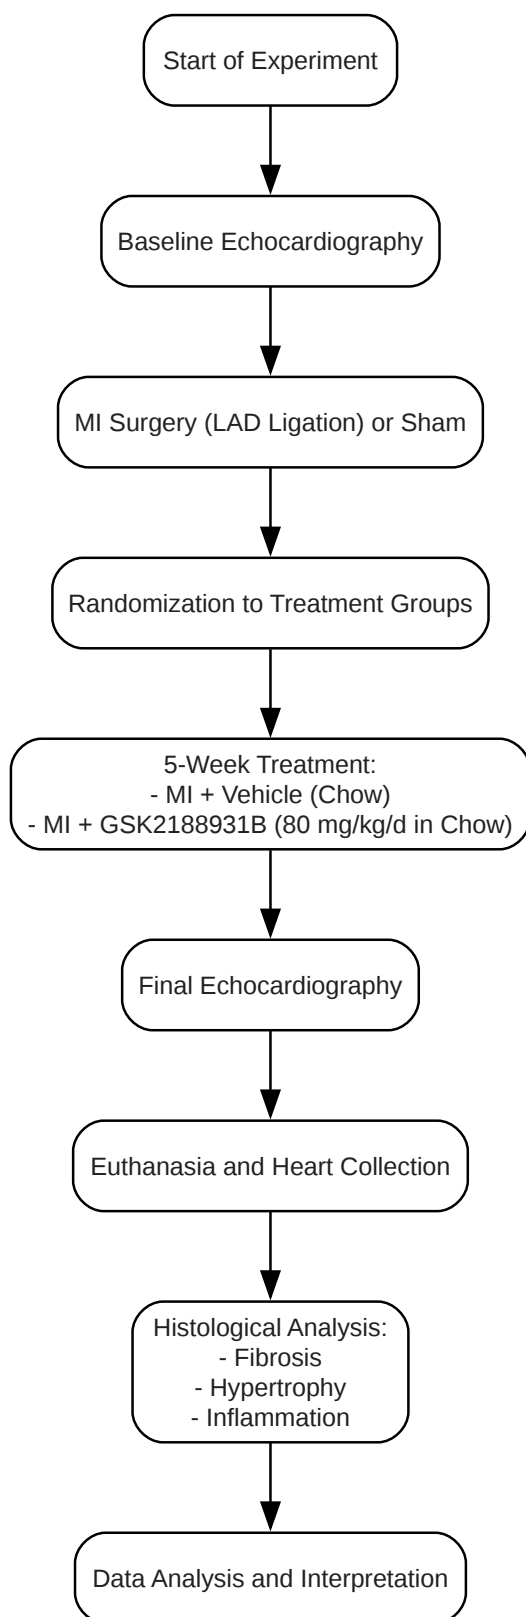 Start of Experiment
Baseline Echocardiography
MI Surgery (LAD Ligation) or Sham
Randomization to Treatment Groups
5-Week Treatment:
- MI + Vehicle (Chow)
- MI + GSK2188931B (80 mg/kg/d in Chow)
Final Echocardiography
Euthanasia and Heart Collection
Histological Analysis:
- Fibrosis
- Hypertrophy
- Inflammation
Data Analysis and Interpretation